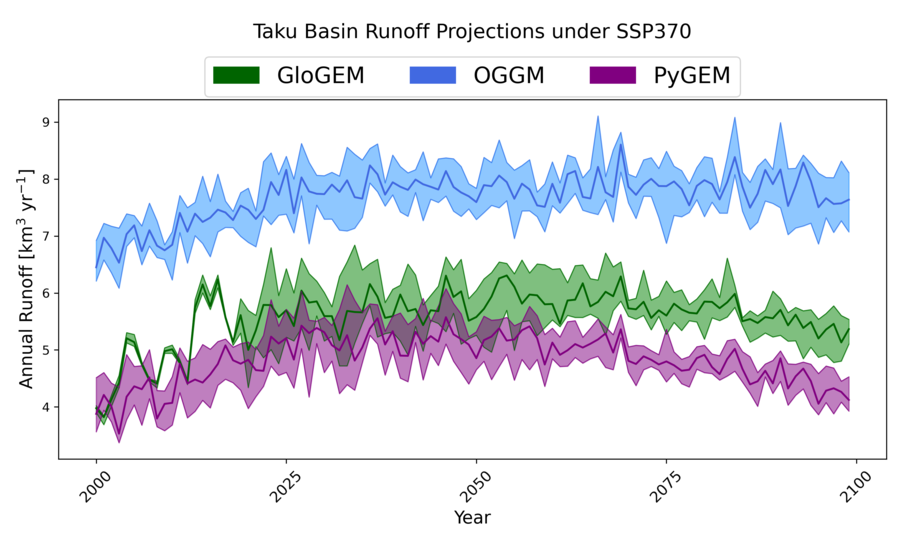 Taku Basin Runoff Projections under SSP370
GloGEM OGGM PyGEM
Annual Runoff [km³ yr⁻¹]
9
8
7
6
5
4
2000 2025 2050 2075 2100
Year